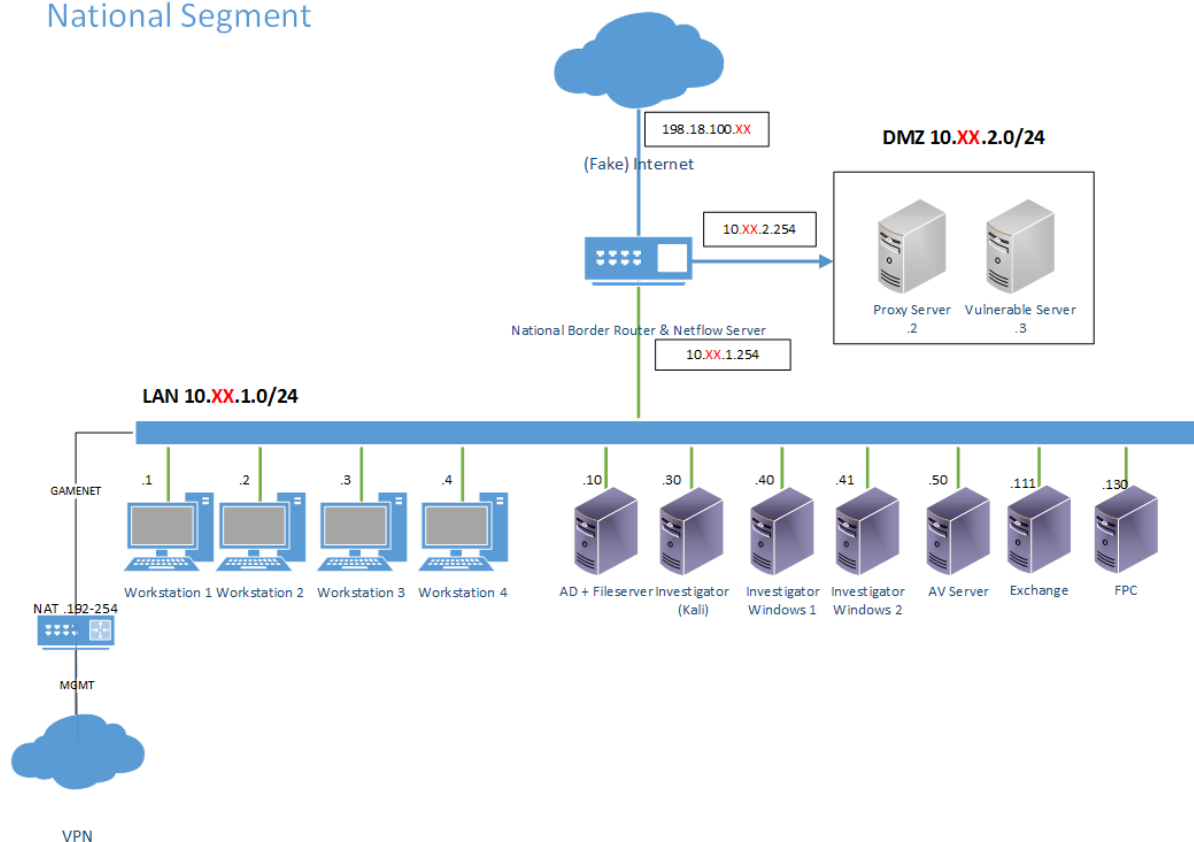 National Segment
198.18.100.XX
(Fake) Internet
DMZ 10.XX.2.0/24
10.XX.2.254
Proxy Server
.2
Vulnerable Server
.3
National Border Router & Netflow Server
10.XX.1.254
LAN 10.XX.1.0/24
GAMENET
.1
.2
.3
.4
.10
.30
.40
.41
.50
.111
.130
Workstation 1
Workstation 2
Workstation 3
Workstation 4
AD + Fileserver
Investigator
(Kali)
Investigator
Windows 1
Investigator
Windows 2
AV Server
Exchange
FPC
NAT .192-254
MGMT
VPN